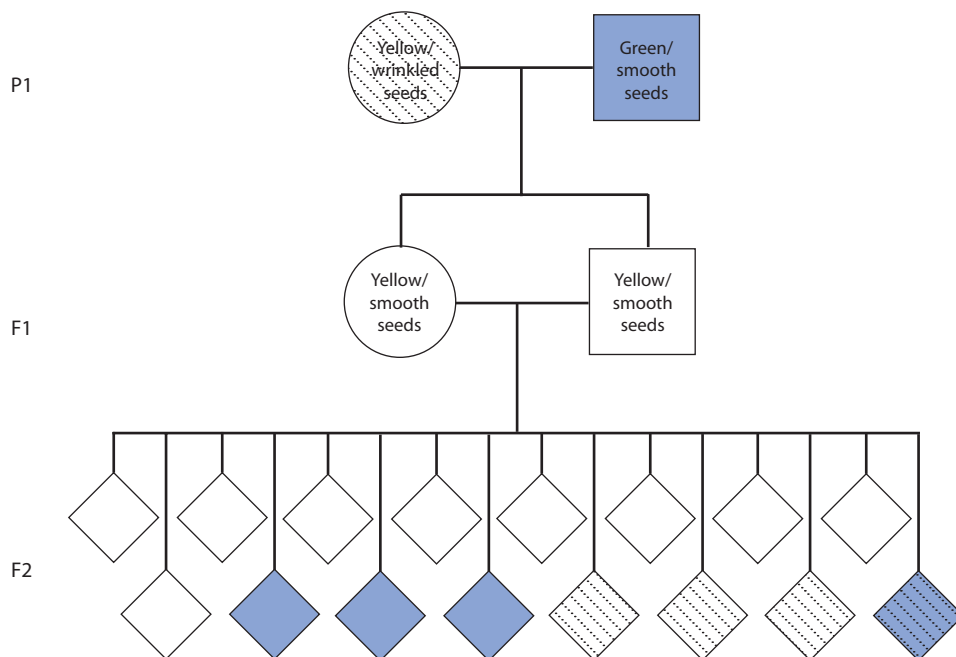 P1
Yellow/
wrinkled
seeds
Green/
smooth
seeds
F1
Yellow/
smooth
seeds
Yellow/
smooth
seeds
F2